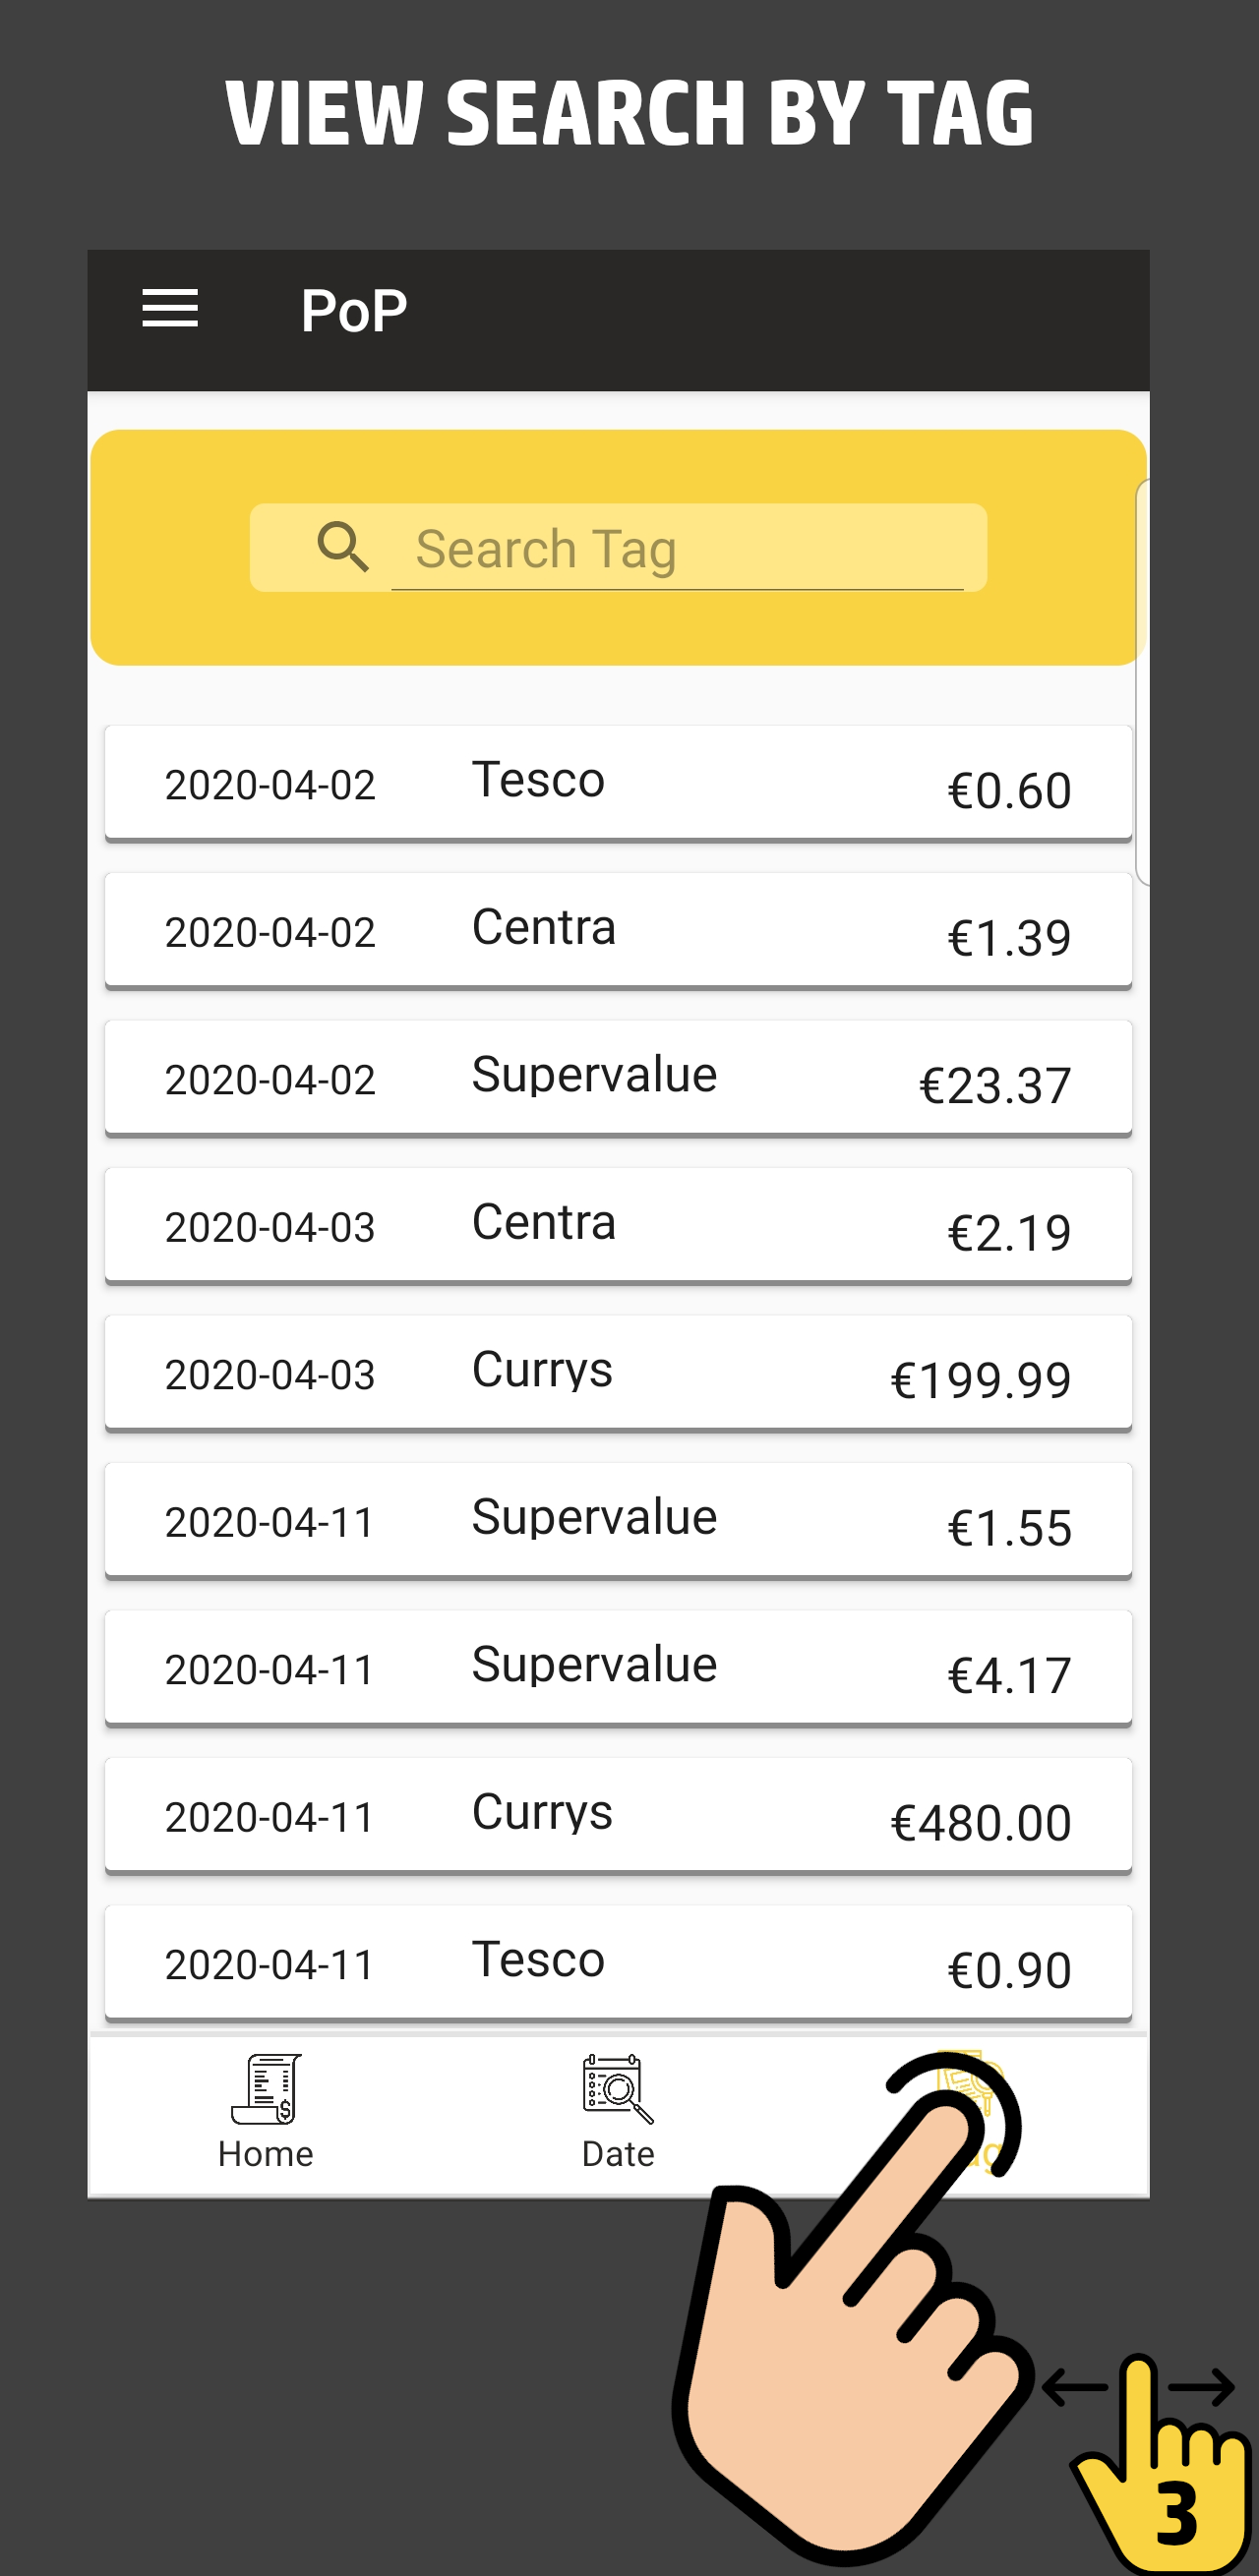 VIEW SEARCH BY TAG
PoP
Search Tag
2020-04-02 Tesco €0.60
2020-04-02 Centra €1.39
2020-04-02 Supervalue €23.37
2020-04-03 Centra €2.19
2020-04-03 Currys €199.99
2020-04-11 Supervalue €1.55
2020-04-11 Supervalue €4.17
2020-04-11 Currys €480.00
2020-04-11 Tesco €0.90
Home Date
3